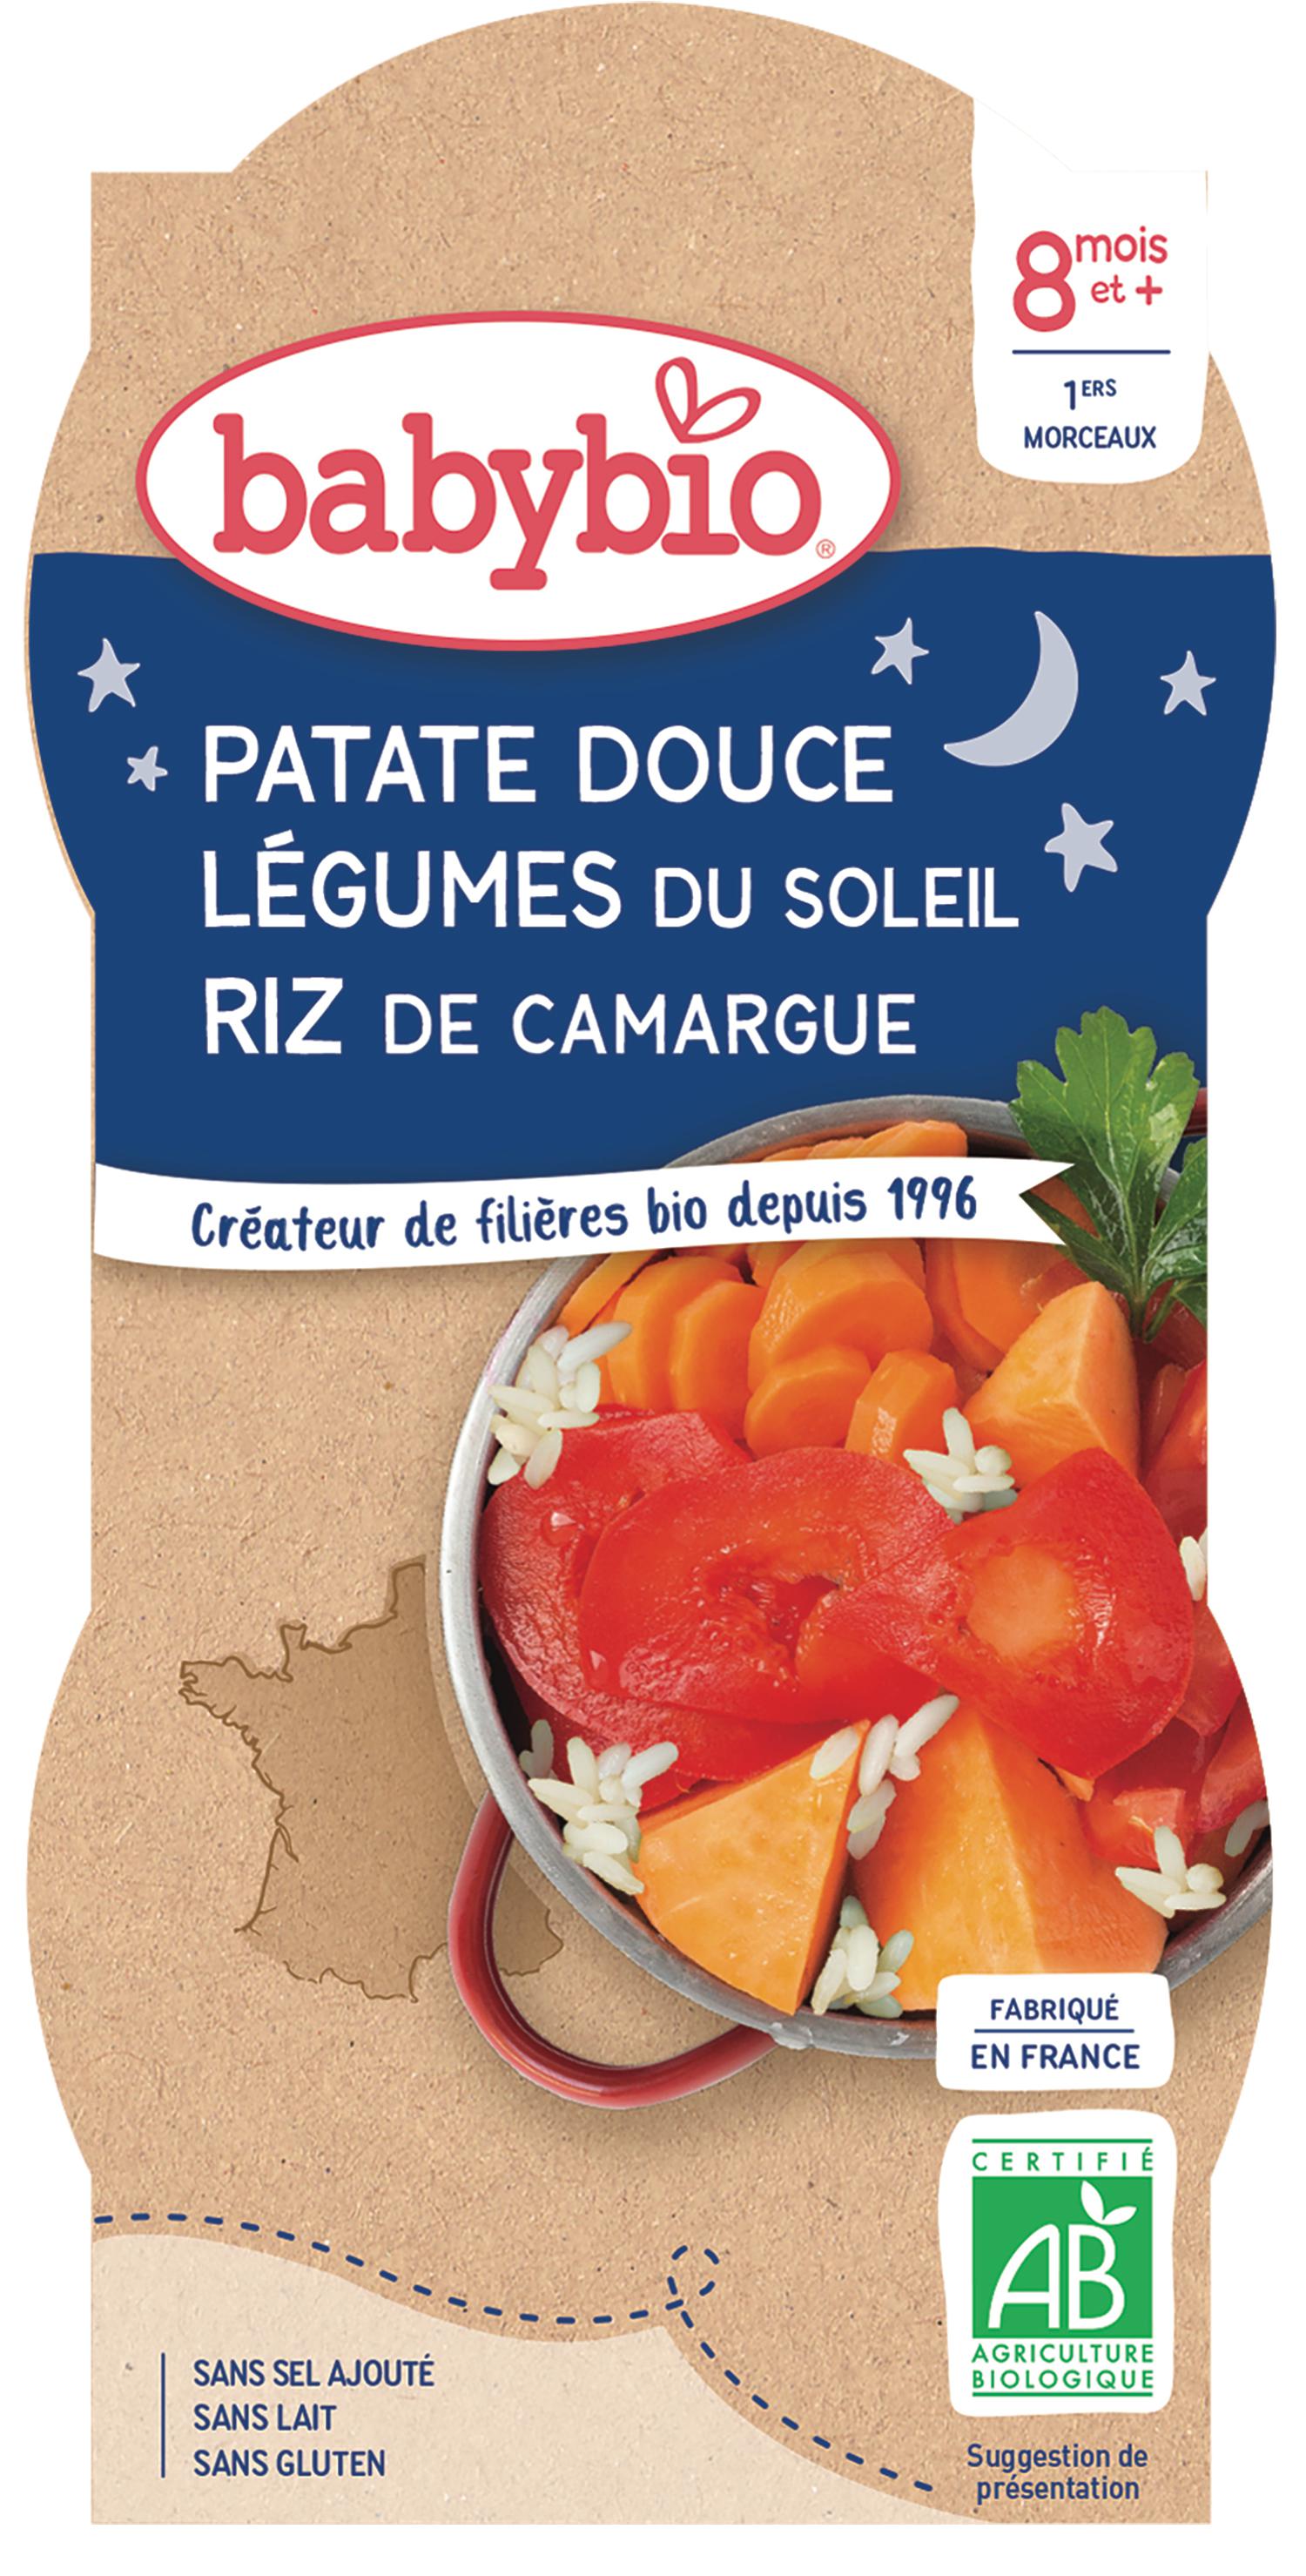 8 mois
et +
1ERS
MORCEAUX
babybio®
PATATE DOUCE
LÉGUMES DU SOLEIL
RIZ DE CAMARGUE
Créateur de filières bio depuis 1996
FABRIQUÉ
EN FRANCE
CERTIFIÉ
AB
AGRICULTURE
BIOLOGIQUE
SANS SEL AJOUTÉ
SANS LAIT
SANS GLUTEN
Suggestion de
présentation